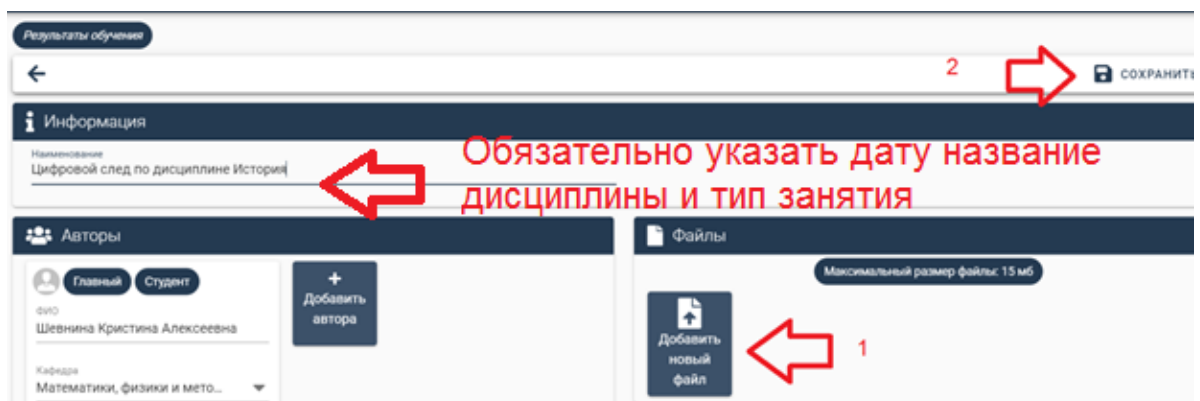 Результаты обучения
2
СОХРАНИТЬ
Информация
Наименование
Цифровой след по дисциплине История
Обязательно указать дату название
дисциплины и тип занятия
Авторы
Главный
Студент
ФИО
Шевнина Кристина Алексеевна
Кафедра
Математики, физики и мето...
+
Добавить
автора
Файлы
Максимальный размер файлы: 15 мб
Добавить
новый
файл
1